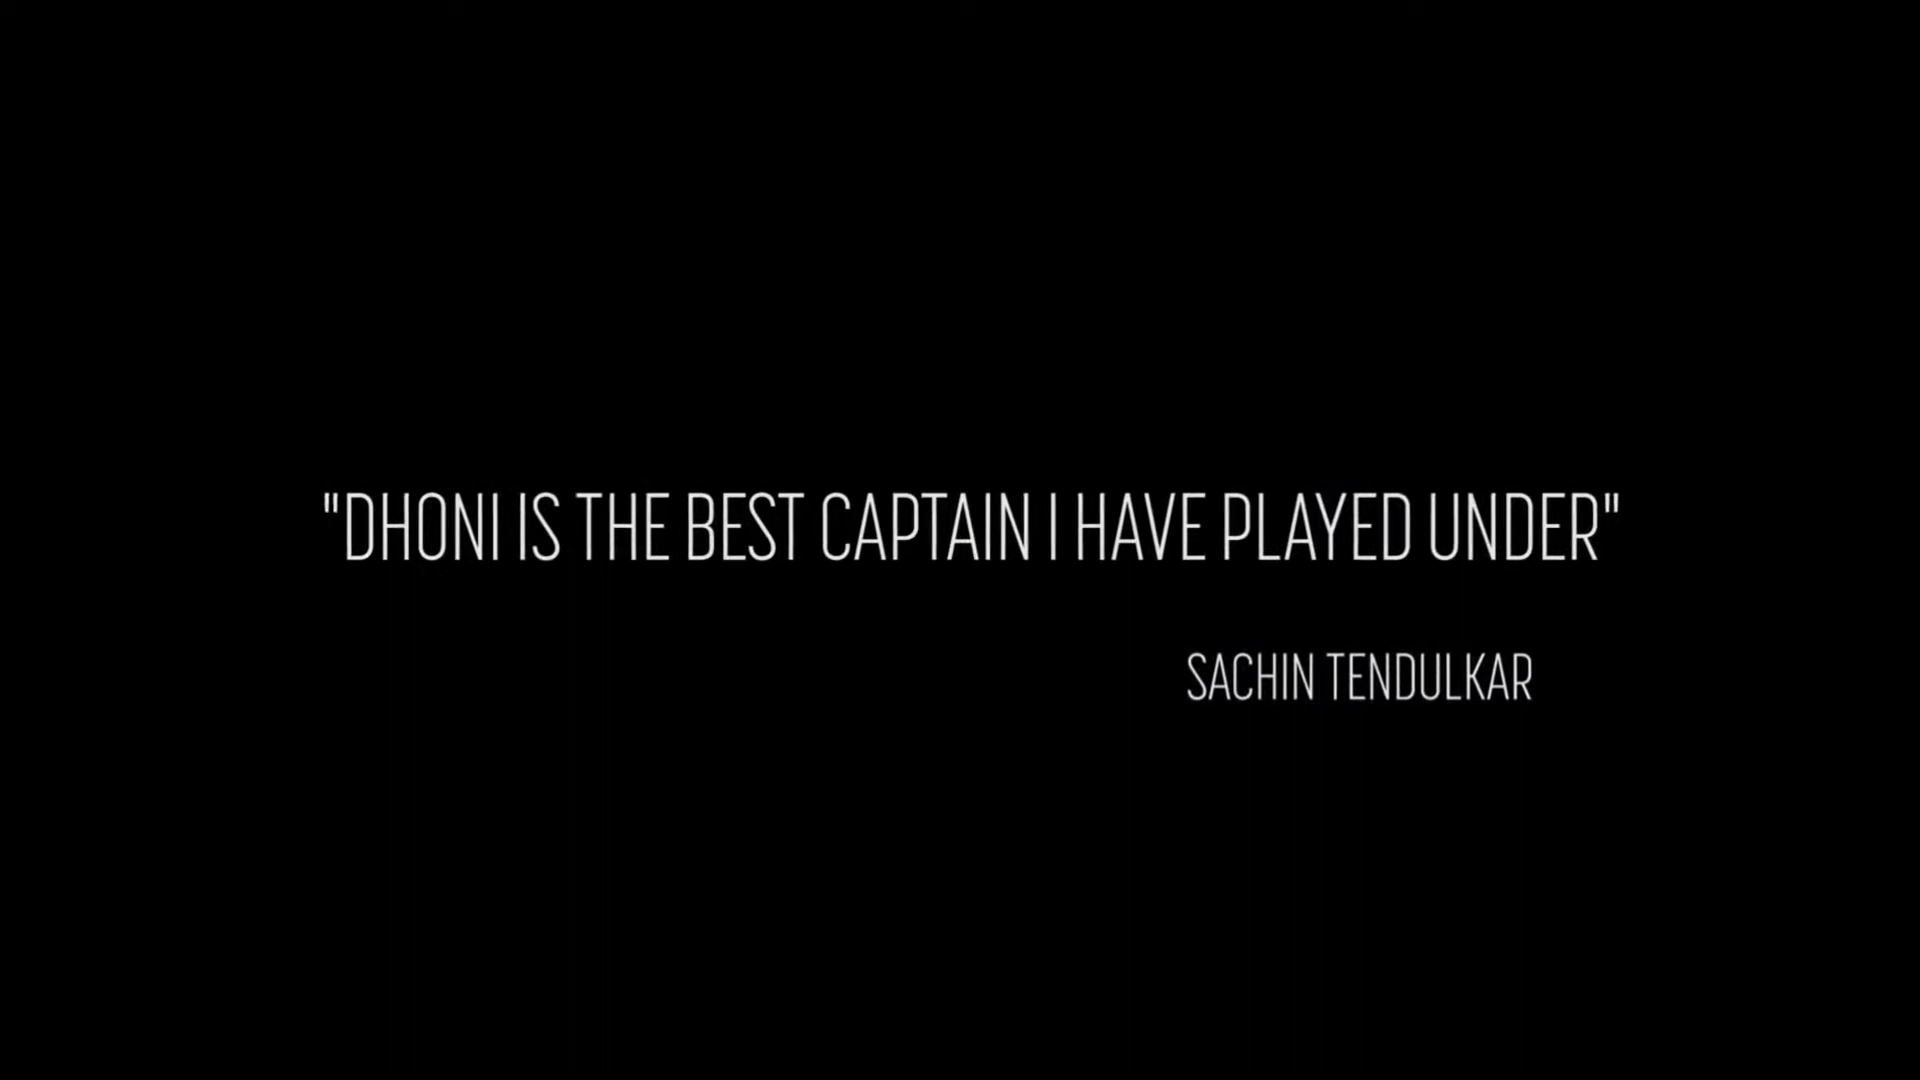 "DHONI IS THE BEST CAPTAIN I HAVE PLAYED UNDER"
SACHIN TENDULKAR